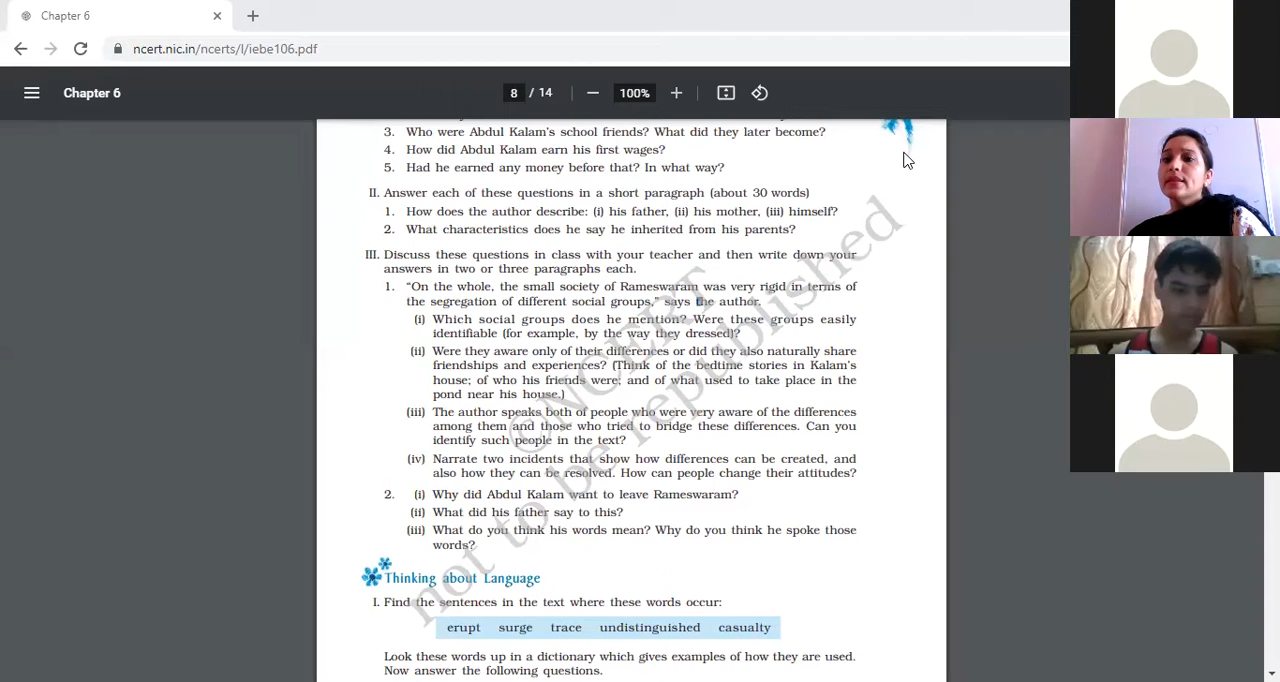 Chapter 6
ncert.nic.in/ncerts/l/iebe106.pdf
Chapter 6
8 / 14
100%
3. Who were Abdul Kalam's school friends? What did they later become?
4. How did Abdul Kalam earn his first wages?
5. Had he earned any money before that? In what way?
II. Answer each of these questions in a short paragraph (about 30 words)
1. How does the author describe: (i) his father, (ii) his mother, (iii) himself?
2. What characteristics does he say he inherited from his parents?
III. Discuss these questions in class with your teacher and then write down your
answers in two or three paragraphs each.
1. “On the whole, the small society of Rameswaram was very rigid in terms of
the segregation of different social groups,” says the author.
(i) Which social groups does he mention? Were these groups easily
identifiable (for example, by the way they dressed)?
(ii) Were they aware only of their differences or did they also naturally share
friendships and experiences? (Think of the bedtime stories in Kalam's
house; of who his friends were; and of what used to take place in the
pond near his house.)
(iii) The author speaks both of people who were very aware of the differences
among them and those who tried to bridge these differences. Can you
identify such people in the text?
(iv) Narrate two incidents that show how differences can be created, and
also how they can be resolved. How can people change their attitudes?
2. (i) Why did Abdul Kalam want to leave Rameswaram?
(ii) What did his father say to this?
(iii) What do you think his words mean? Why do you think he spoke those
words?
©NCERT
not to be republished
Thinking about Language
I. Find the sentences in the text where these words occur:
erupt surge trace undistinguished casualty
Look these words up in a dictionary which gives examples of how they are used.
Now answer the following questions.